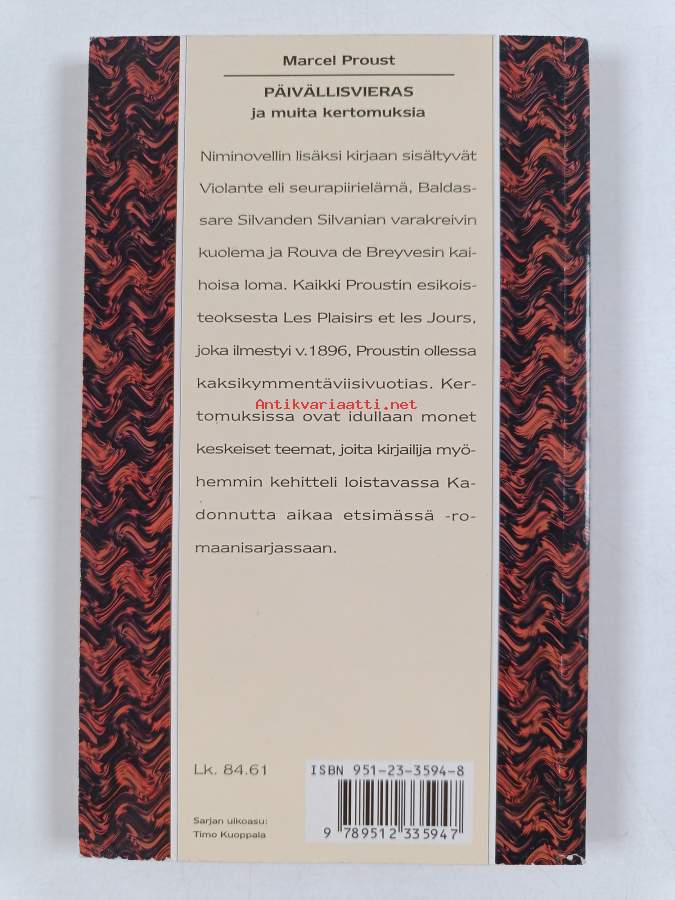 Marcel Proust
PÄIVÄLLISVIERAS
ja muita kertomuksia
Niminovellin lisäksi kirjaan sisältyvät
Violante eli seurapiirielämä, Baldas-
sare Silvanden Silvanian varakreivin
kuolema ja Rouva de Breyvesin kai-
hoisa loma. Kaikki Proustin esikois-
teoksesta Les Plaisirs et les Jours,
joka ilmestyi v.1896, Proustin ollessa
kaksikymmentäviisivuotias. Ker-
Antikvariaatti.net
tomuksissa ovat idullaan monet
keskeiset teemat, joita kirjailija myö-
hemmin kehitteli loistavassa Ka-
donnutta aikaa etsimässä -ro-
maanisarjassaan.
Lk. 84.61
ISBN 951-23-3594-8
Sarjan ulkoasu:
Timo Kuoppala
9 789512 335947